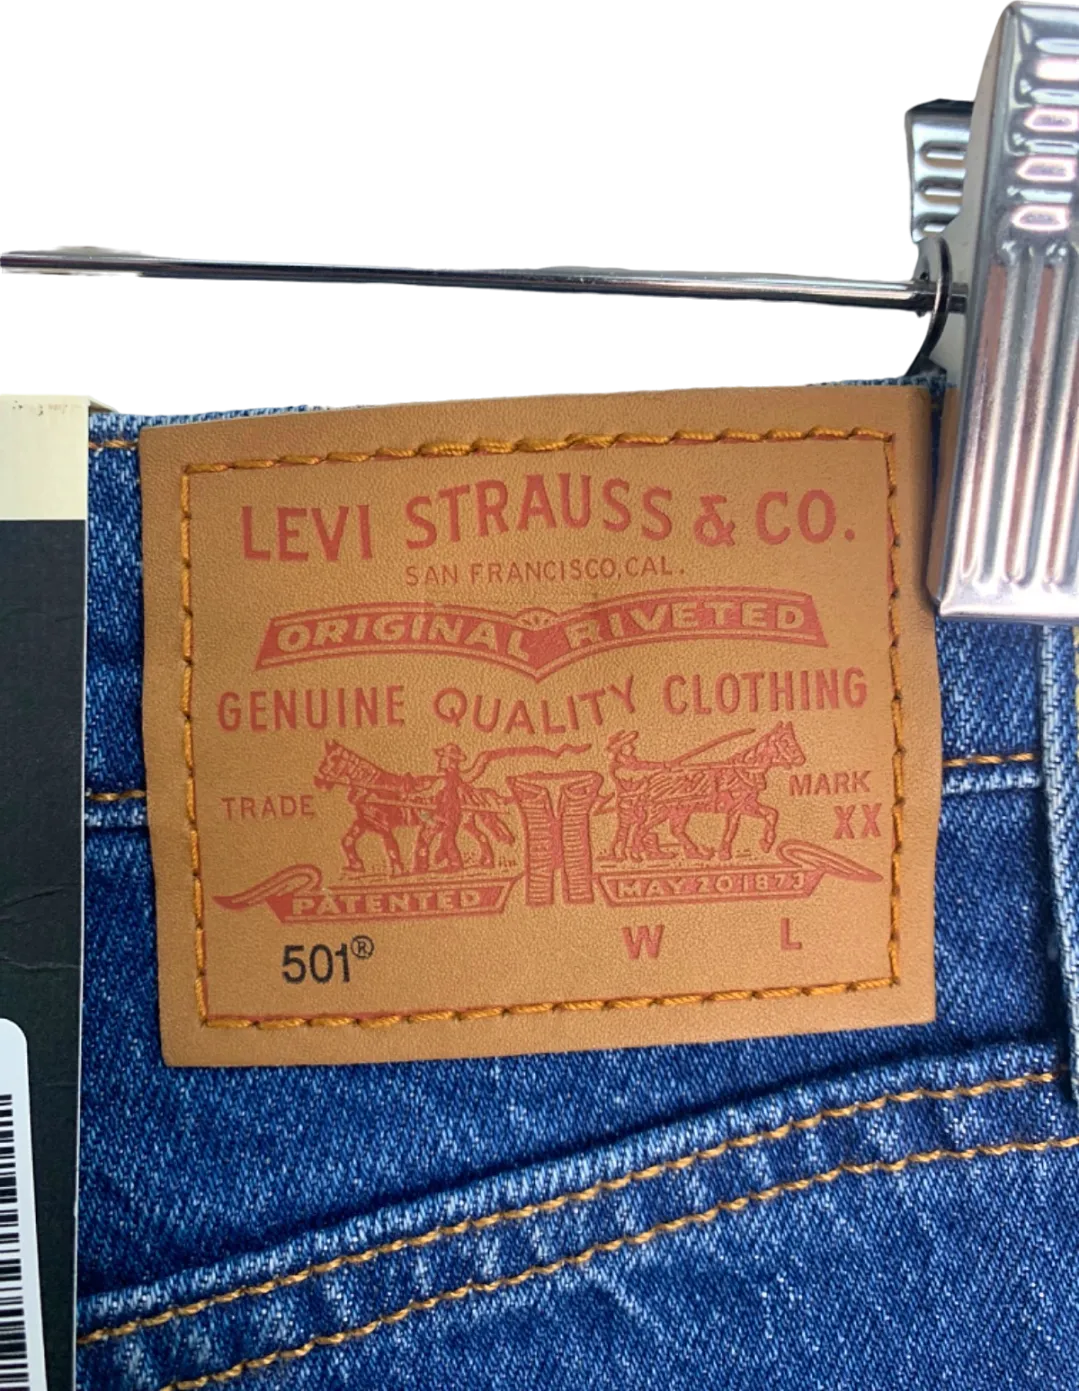 LEVI STRAUSS & CO.
SAN FRANCISCO, CAL.
ORIGINAL RIVETED
GENUINE QUALITY CLOTHING
TRADE MARK
XX
PATENTED MAY 20 1873
501® W L